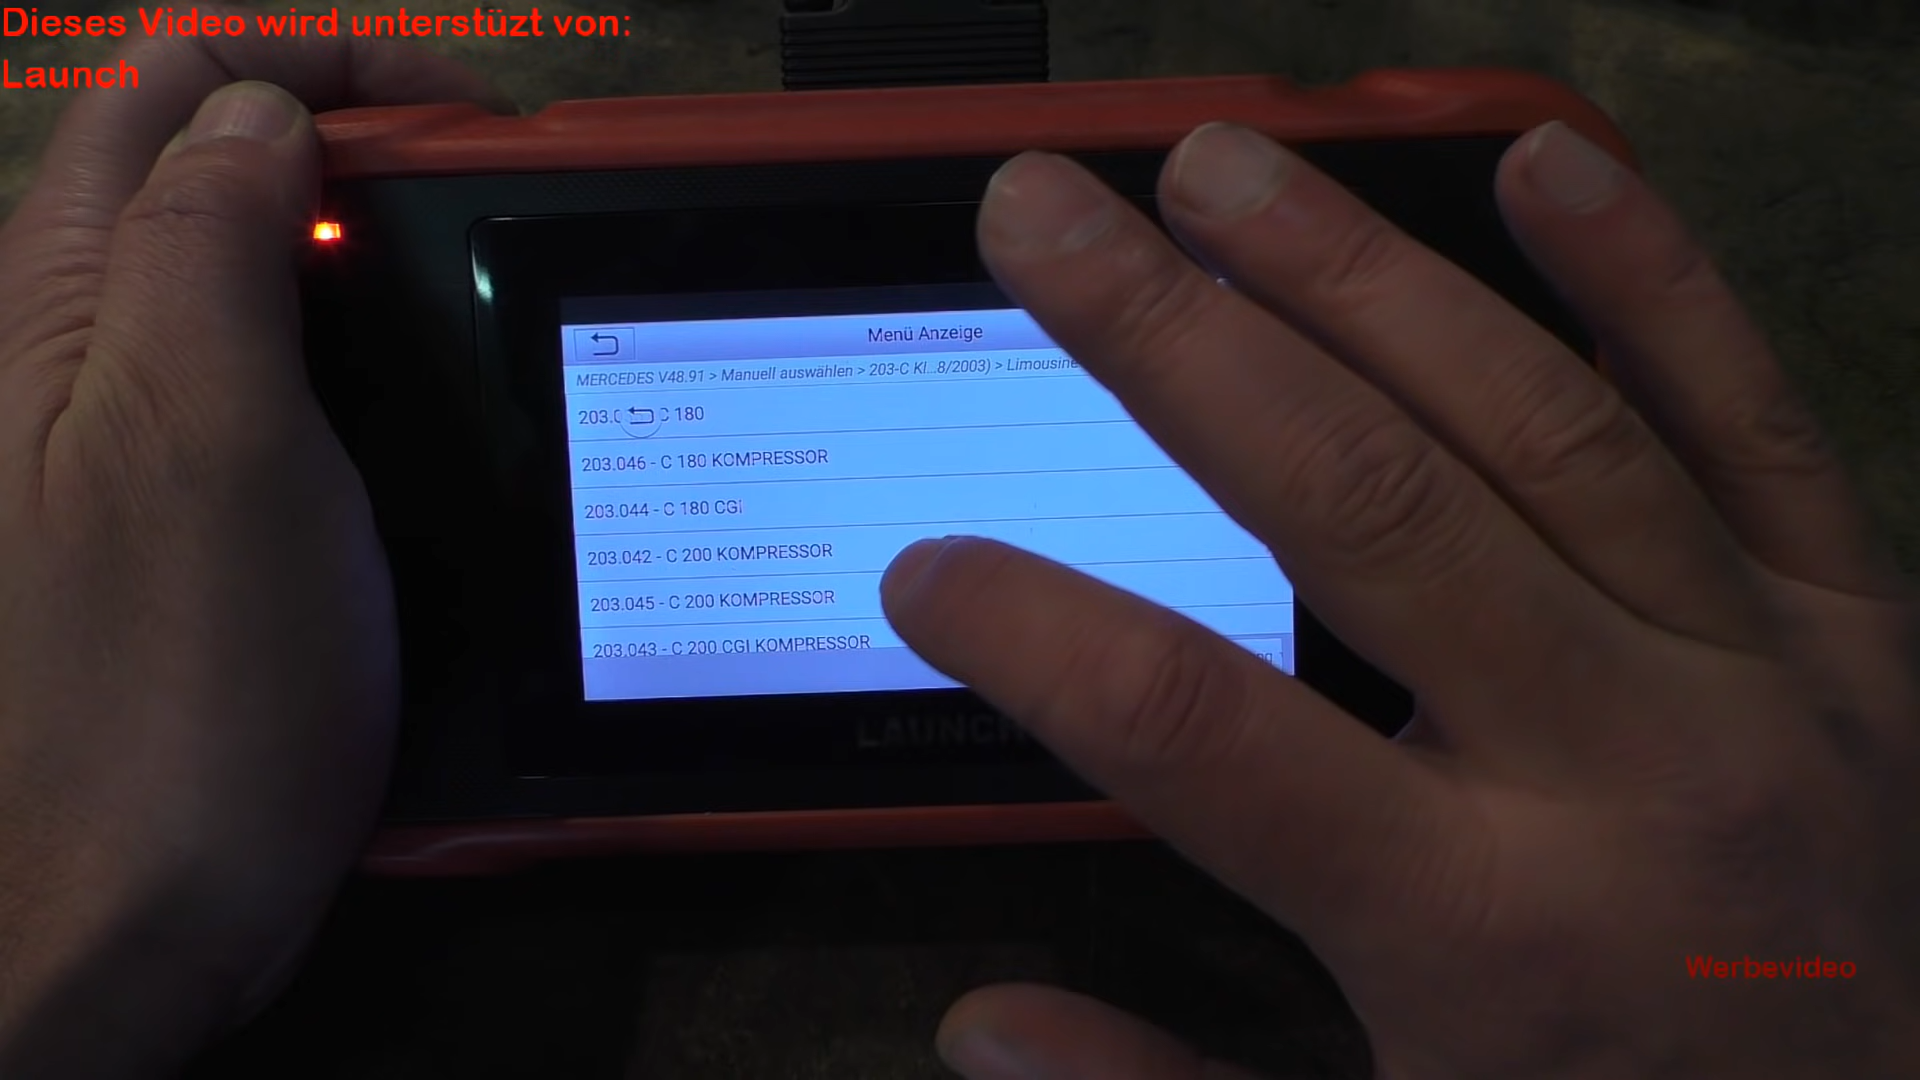 Dieses Video wird unterstüzt von:
Launch
Menü Anzeige
MERCEDES V48.91 > Manuell auswählen > 203-C Kl...8/2003) > Limousine
C 180
203.046 - C 180 KOMPRESSOR
203.044 - C 180 CGI
203.042 - C 200 KOMPRESSOR
203.045 - C 200 KOMPRESSOR
203.043 - C 200 CGI KOMPRESSOR
LAUNCH
Werbevideo